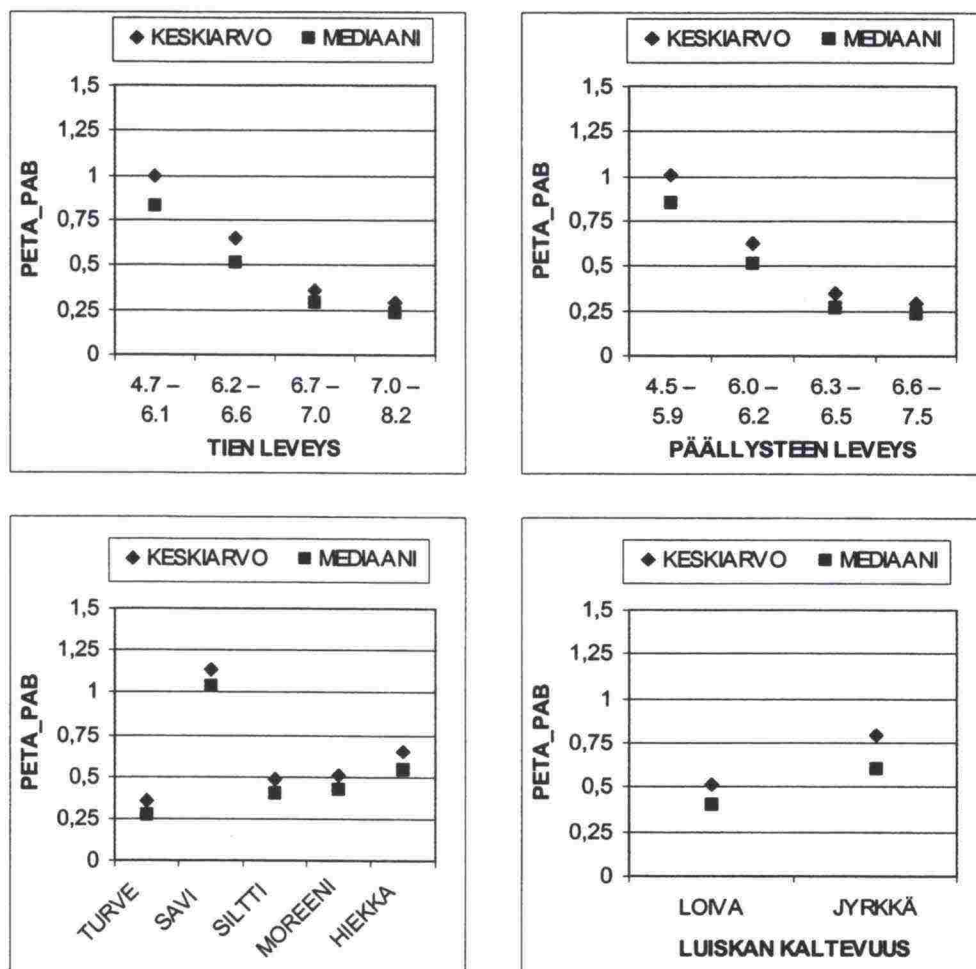 KESKIARVO MEDIAANI
1,5
1,25
1
0,75
0,5
0,25
0
PETA_PAB
4.7 – 6.2 – 6.7 – 7.0 –
6.1 6.6 7.0 8.2
TIEN LEVEYS
KESKIARVO MEDIAANI
1,5
1,25
1
0,75
0,5
0,25
0
PETA_PAB
4.5 – 6.0 – 6.3 – 6.6 –
5.9 6.2 6.5 7.5
PÄÄLLYSTEEN LEVEYS
KESKIARVO MEDIAANI
1,5
1,25
1
0,75
0,5
0,25
0
PETA_PAB
TURVE
SAVI
SILTTI
MOREENI
HIEKKA
KESKIARVO MEDIAANI
1,5
1,25
1
0,75
0,5
0,25
0
PETA_PAB
LOIVA JYRKKÄ
LUISKAN KALTEVUUS